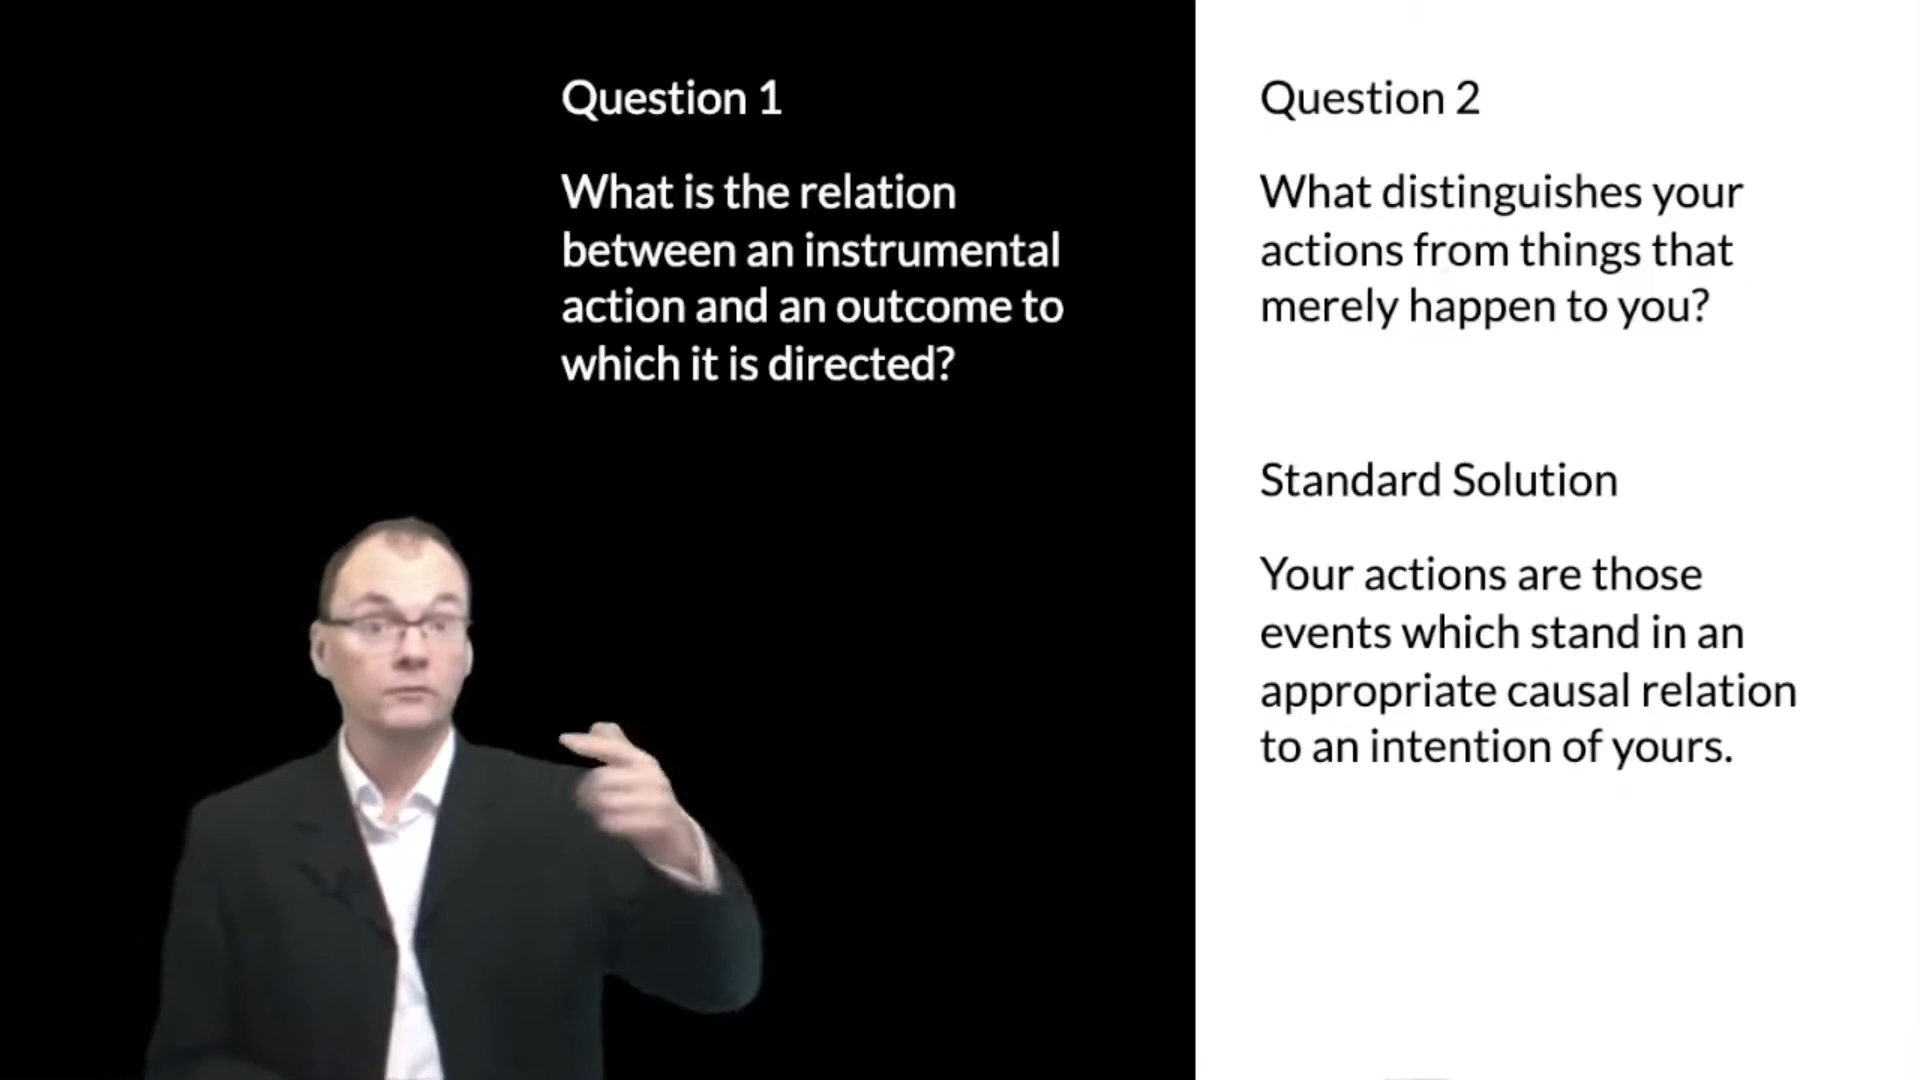 Question 1
What is the relation
between an instrumental
action and an outcome to
which it is directed?
Question 2
What distinguishes your
actions from things that
merely happen to you?
Standard Solution
Your actions are those
events which stand in an
appropriate causal relation
to an intention of yours.